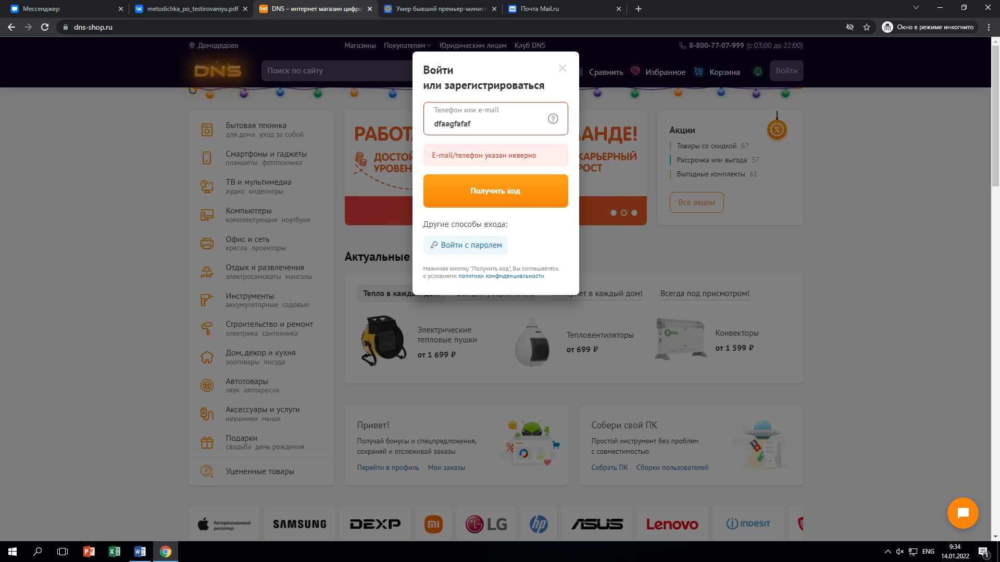 Мессенджер
metodichka_po_testirovaniyu.pdf
DNS – интернет магазин цифро
Умер бывший премьер-минист
Почта Mail.ru
dns-shop.ru
Окно в режиме инкогнито
Домодедово
Магазины
Покупателям
Юридическим лицам
Клуб DNS
8-800-77-07-999 (с 03:00 до 22:00)
DNS
Поиск по сайту
Сравнить
Избранное
Корзина
Войти
Войти
или зарегистрироваться
Телефон или e-mail
dfaagfafaf
E-mail/телефон указан неверно
Получить код
Другие способы входа:
Войти с паролем
Нажимая кнопку "Получить код", Вы соглашаетесь
с условиями политики конфиденциальности
Бытовая техника
для дома уход за собой
Смартфоны и гаджеты
планшеты фототехника
ТВ и мультимедиа
аудио видеоигры
Компьютеры
комплектующие ноутбуки
Офис и сеть
кресла проекторы
Отдых и развлечения
электросамокаты мангалы
Инструменты
аккумуляторные садовые
Строительство и ремонт
электрика сантехника
Дом, декор и кухня
зоотовары посуда
Автотовары
звук автокресла
Аксессуары и услуги
наушники мыши
Подарки
свадьба день рождения
Уцененные товары
РАБОТ
АНДЕ!
ДОСТОЙ
УРОВЕН
КАРЬЕРНЫЙ
РОСТ
Акции
Товары со скидкой 67
Рассрочка или выгода 57
Выгодные комплекты 61
Все акции
Актуальные
Тепло в каждый дом
Все для уборки снега
Интернет в каждый дом!
Всегда под присмотром!
Электрические
тепловые пушки
от 1 699 ₽
Тепловентиляторы
от 699 ₽
Конвекторы
от 1 599 ₽
Привет!
Получай бонусы и спецпредложения,
сохраняй и отслеживай заказы
Перейти в профиль
Мои заказы
Собери свой ПК
Простой инструмент без проблем
с совместимостью
Собрать ПК
Сборки пользователей
Авторизованный
реселлер
SAMSUNG
DEXP
LG
hp
ASUS
Lenovo
INDESIT
ENG
9:34
14.01.2022
1